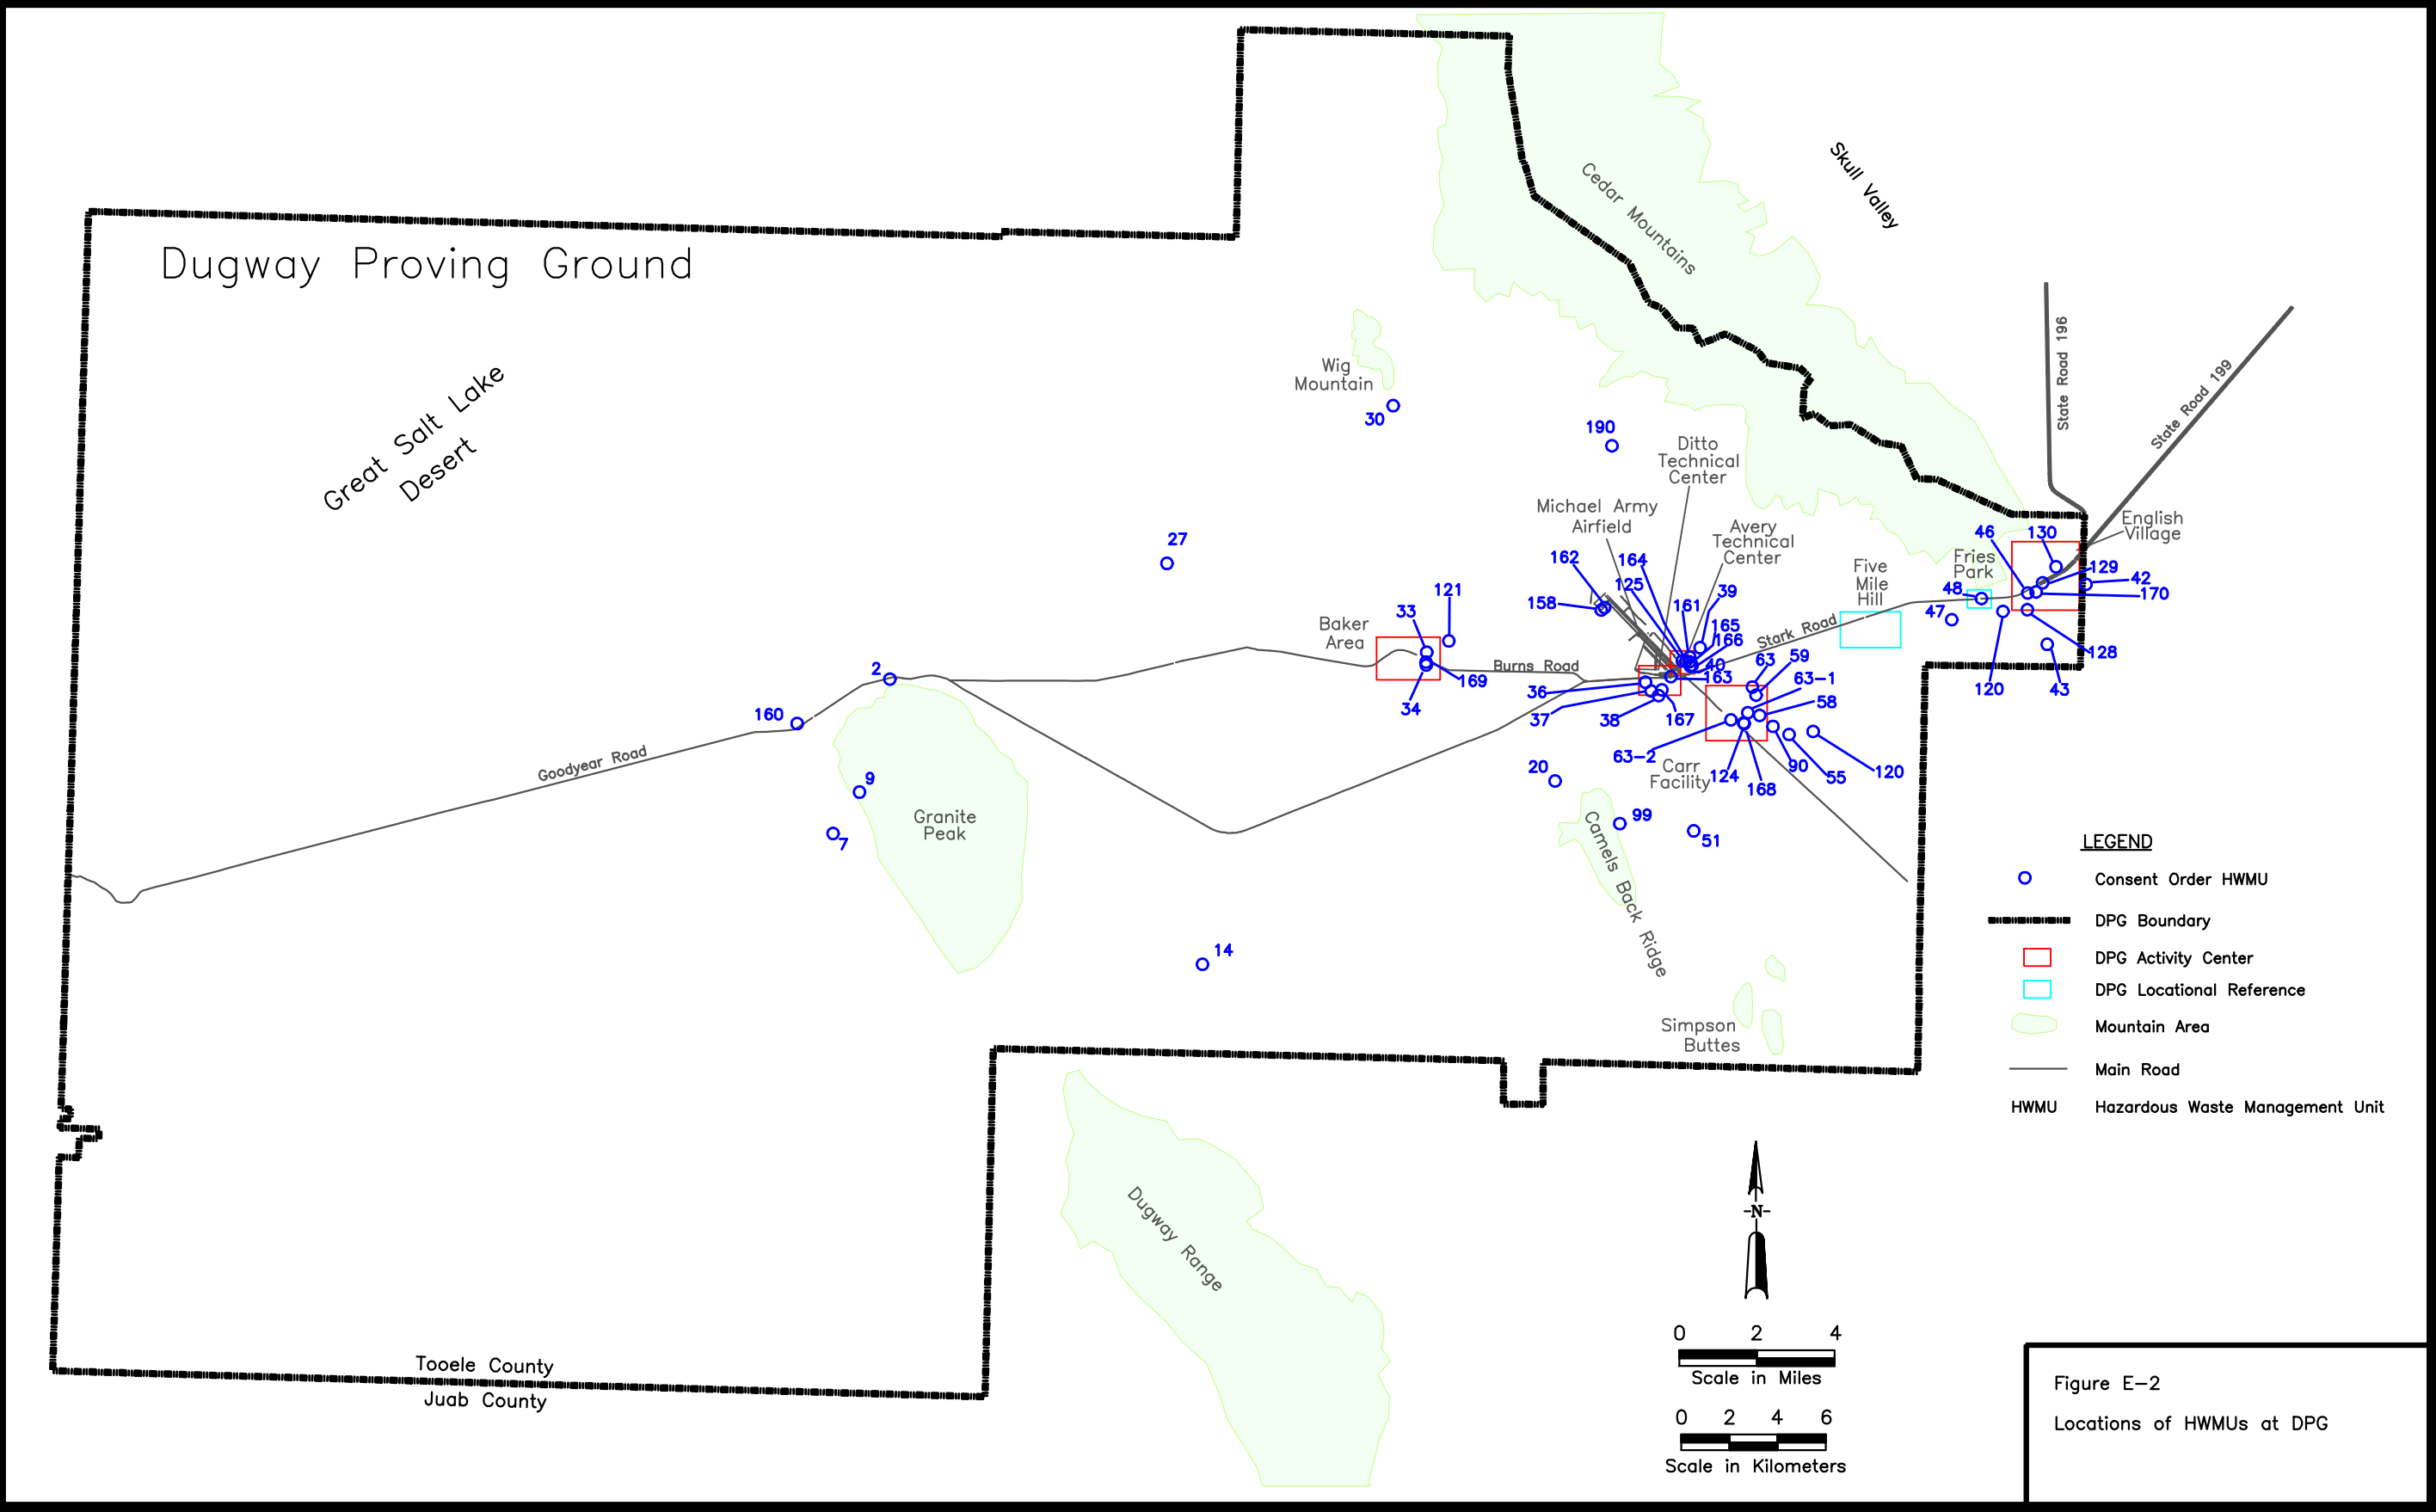 Dugway Proving Ground
Great Salt Lake
Desert
Cedar Mountains
Skull Valley
State Road 196
State Road 199
Wig
Mountain
30
190
Ditto
Technical
Center
Michael Army
Airfield
Avery
Technical
Center
English
Village
46
130
Fries
Park
Five
Mile
Hill
27
162
164
129
42
170
48
47
125
39
121
158
161
33
Baker
Area
165
166
Stark Road
128
120
43
2
Burns Road
40
163
63
59
63-1
169
36
34
37
38
167
58
160
Goodyear Road
63-2
Carr
Facility
124
168
90
55
120
20
9
7
Granite
Peak
99
51
Camels Back Ridge
14
Simpson
Buttes
LEGEND
Consent Order HWMU
DPG Boundary
DPG Activity Center
DPG Locational Reference
Mountain Area
Main Road
HWMU Hazardous Waste Management Unit
Dugway Range
-N-
0 2 4
Scale in Miles
0 2 4 6
Scale in Kilometers
Tooele County
Juab County
Figure E-2
Locations of HWMUs at DPG